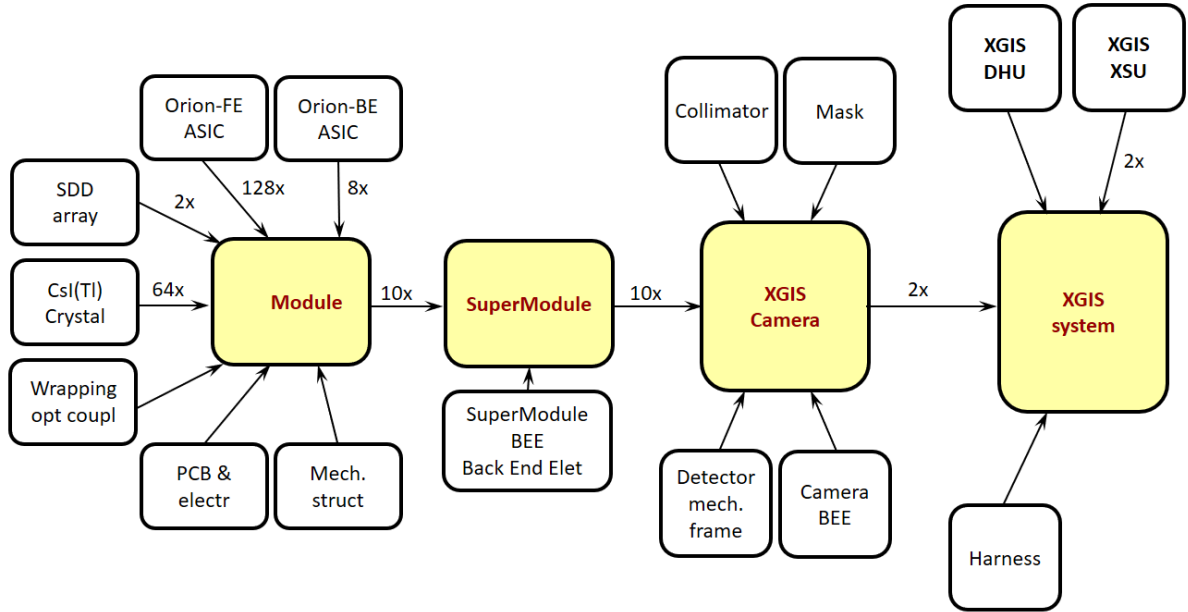 XGIS
DHU
XGIS
XSU
Orion-FE
ASIC
Orion-BE
ASIC
Collimator
Mask
SDD
array
2x
128x
8x
2x
CsI(Tl)
Crystal
64x
Module
10x
SuperModule
10x
XGIS
Camera
2x
XGIS
system
Wrapping
opt coupl
PCB &
electr
Mech.
struct
SuperModule
BEE
Back End Elet
Detector
mech.
frame
Camera
BEE
Harness